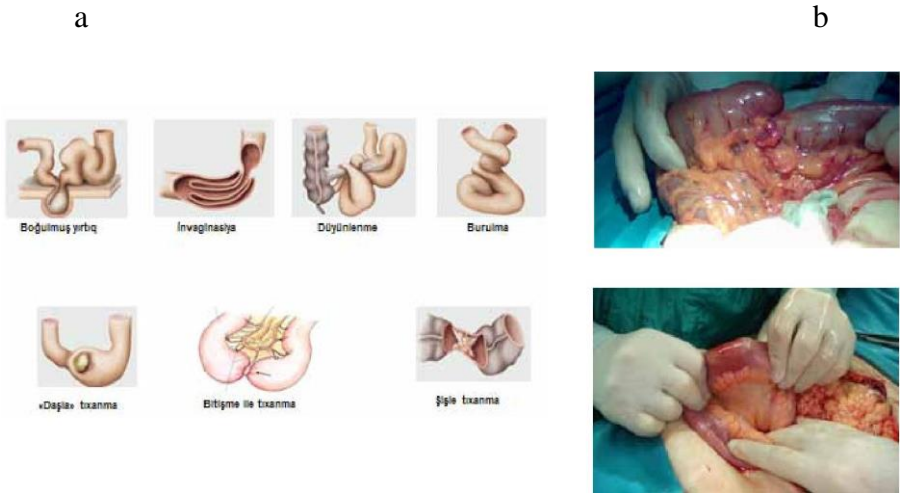 a
b
Boğulmuş yırtıq
İnvaginasiya
Düyünlenme
Burulma
«Daşla» tıxanma
Bitişme ile tıxanma
Şişle tıxanma